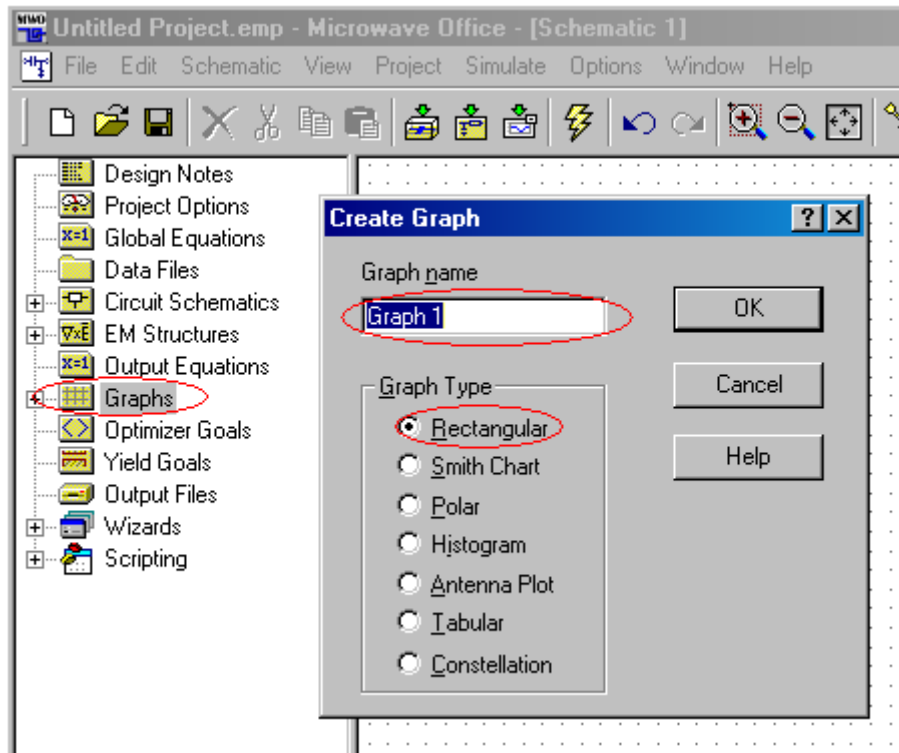 Untitled Project.emp - Microwave Office - [Schematic 1]
File Edit Schematic View Project Simulate Options Window Help
Design Notes
Project Options
Global Equations
Data Files
Circuit Schematics
EM Structures
Output Equations
Graphs
Optimizer Goals
Yield Goals
Output Files
Wizards
Scripting
Create Graph
Graph name
Graph 1
OK
Cancel
Help
Graph Type
Rectangular
Smith Chart
Polar
Histogram
Antenna Plot
Tabular
Constellation